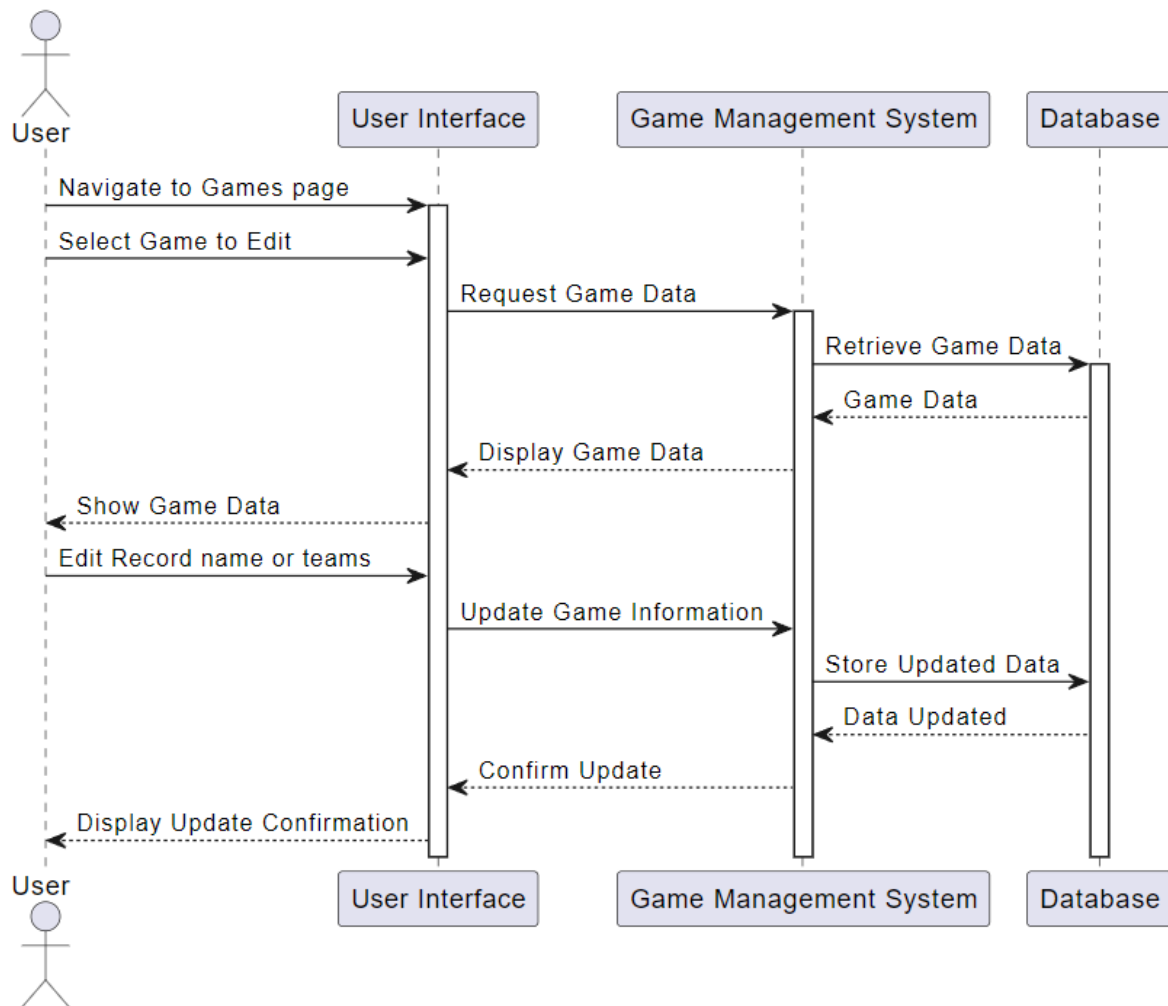 User
User Interface
Game Management System
Database
Navigate to Games page
Select Game to Edit
Request Game Data
Retrieve Game Data
Game Data
Display Game Data
Show Game Data
Edit Record name or teams
Update Game Information
Store Updated Data
Data Updated
Confirm Update
Display Update Confirmation
User
User Interface
Game Management System
Database